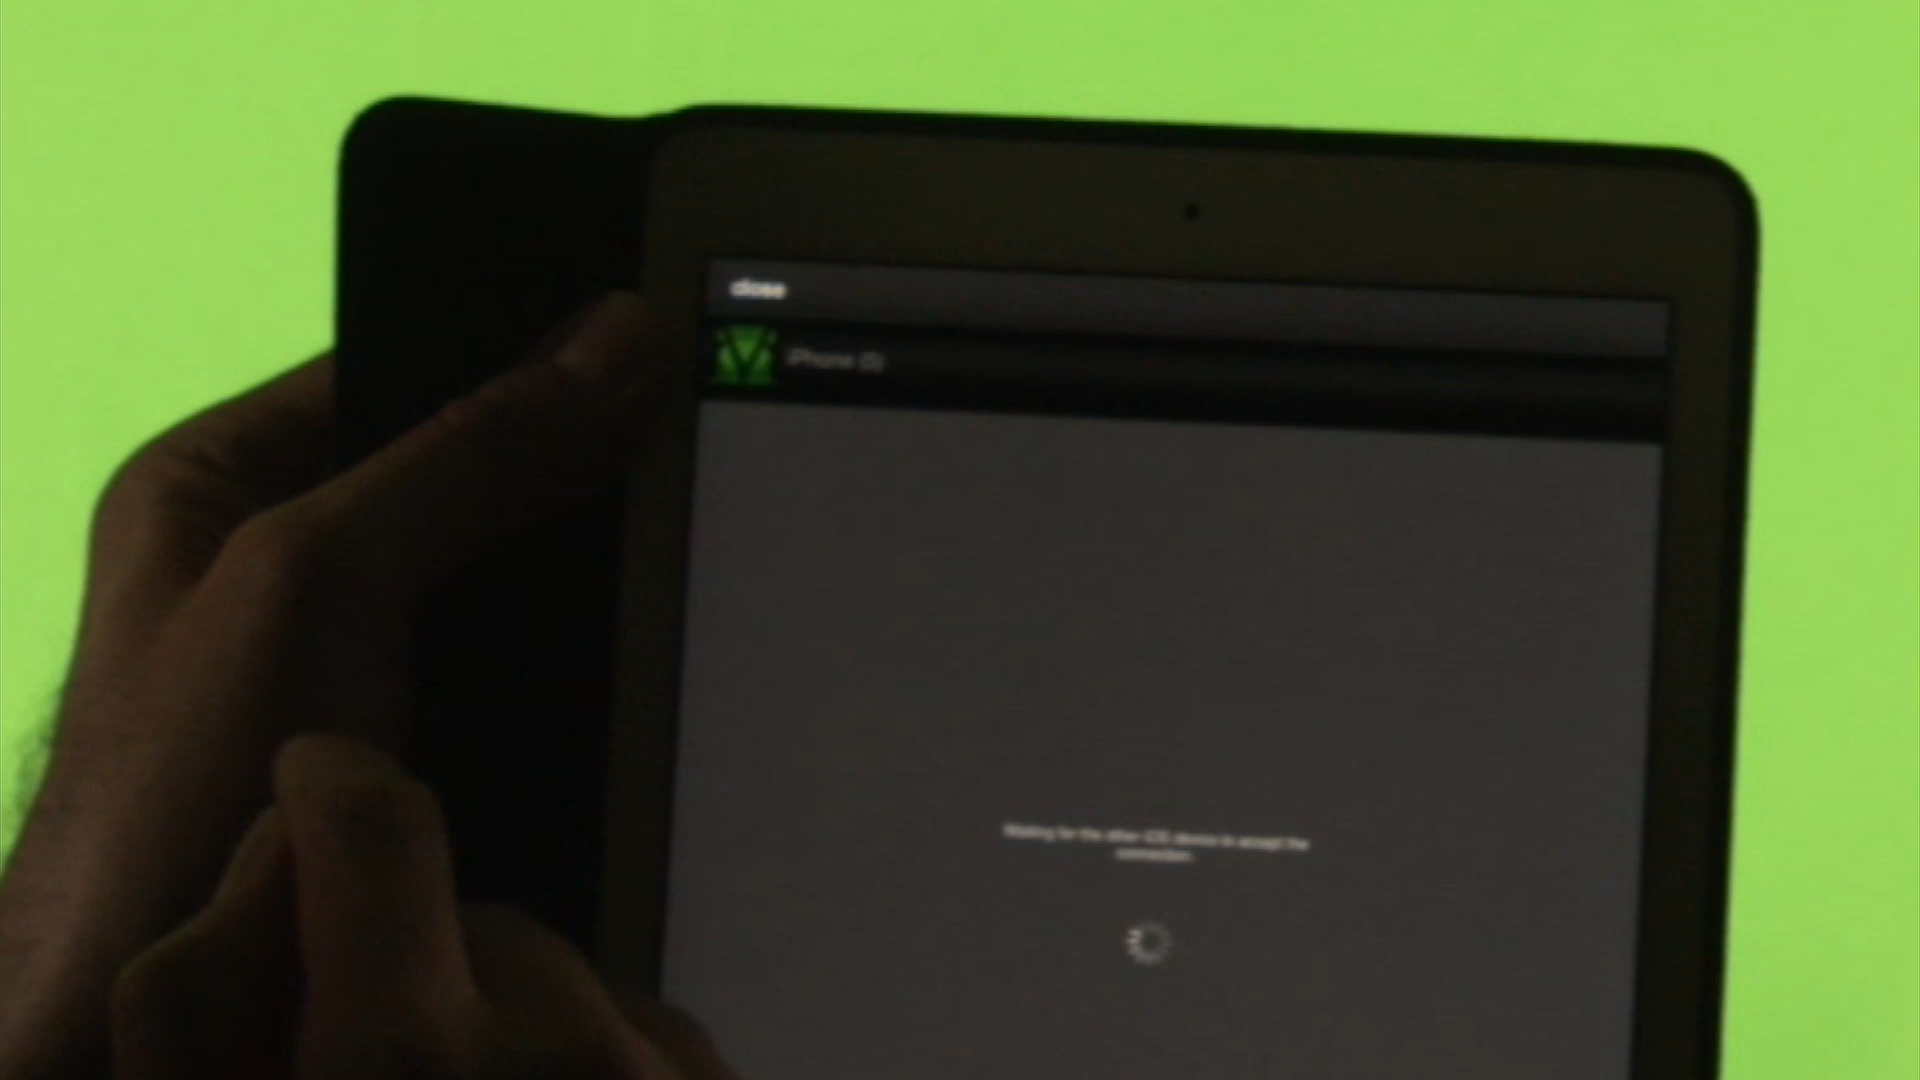 close
iPhone (5)
Waiting for the other iOS device to accept the
connection.